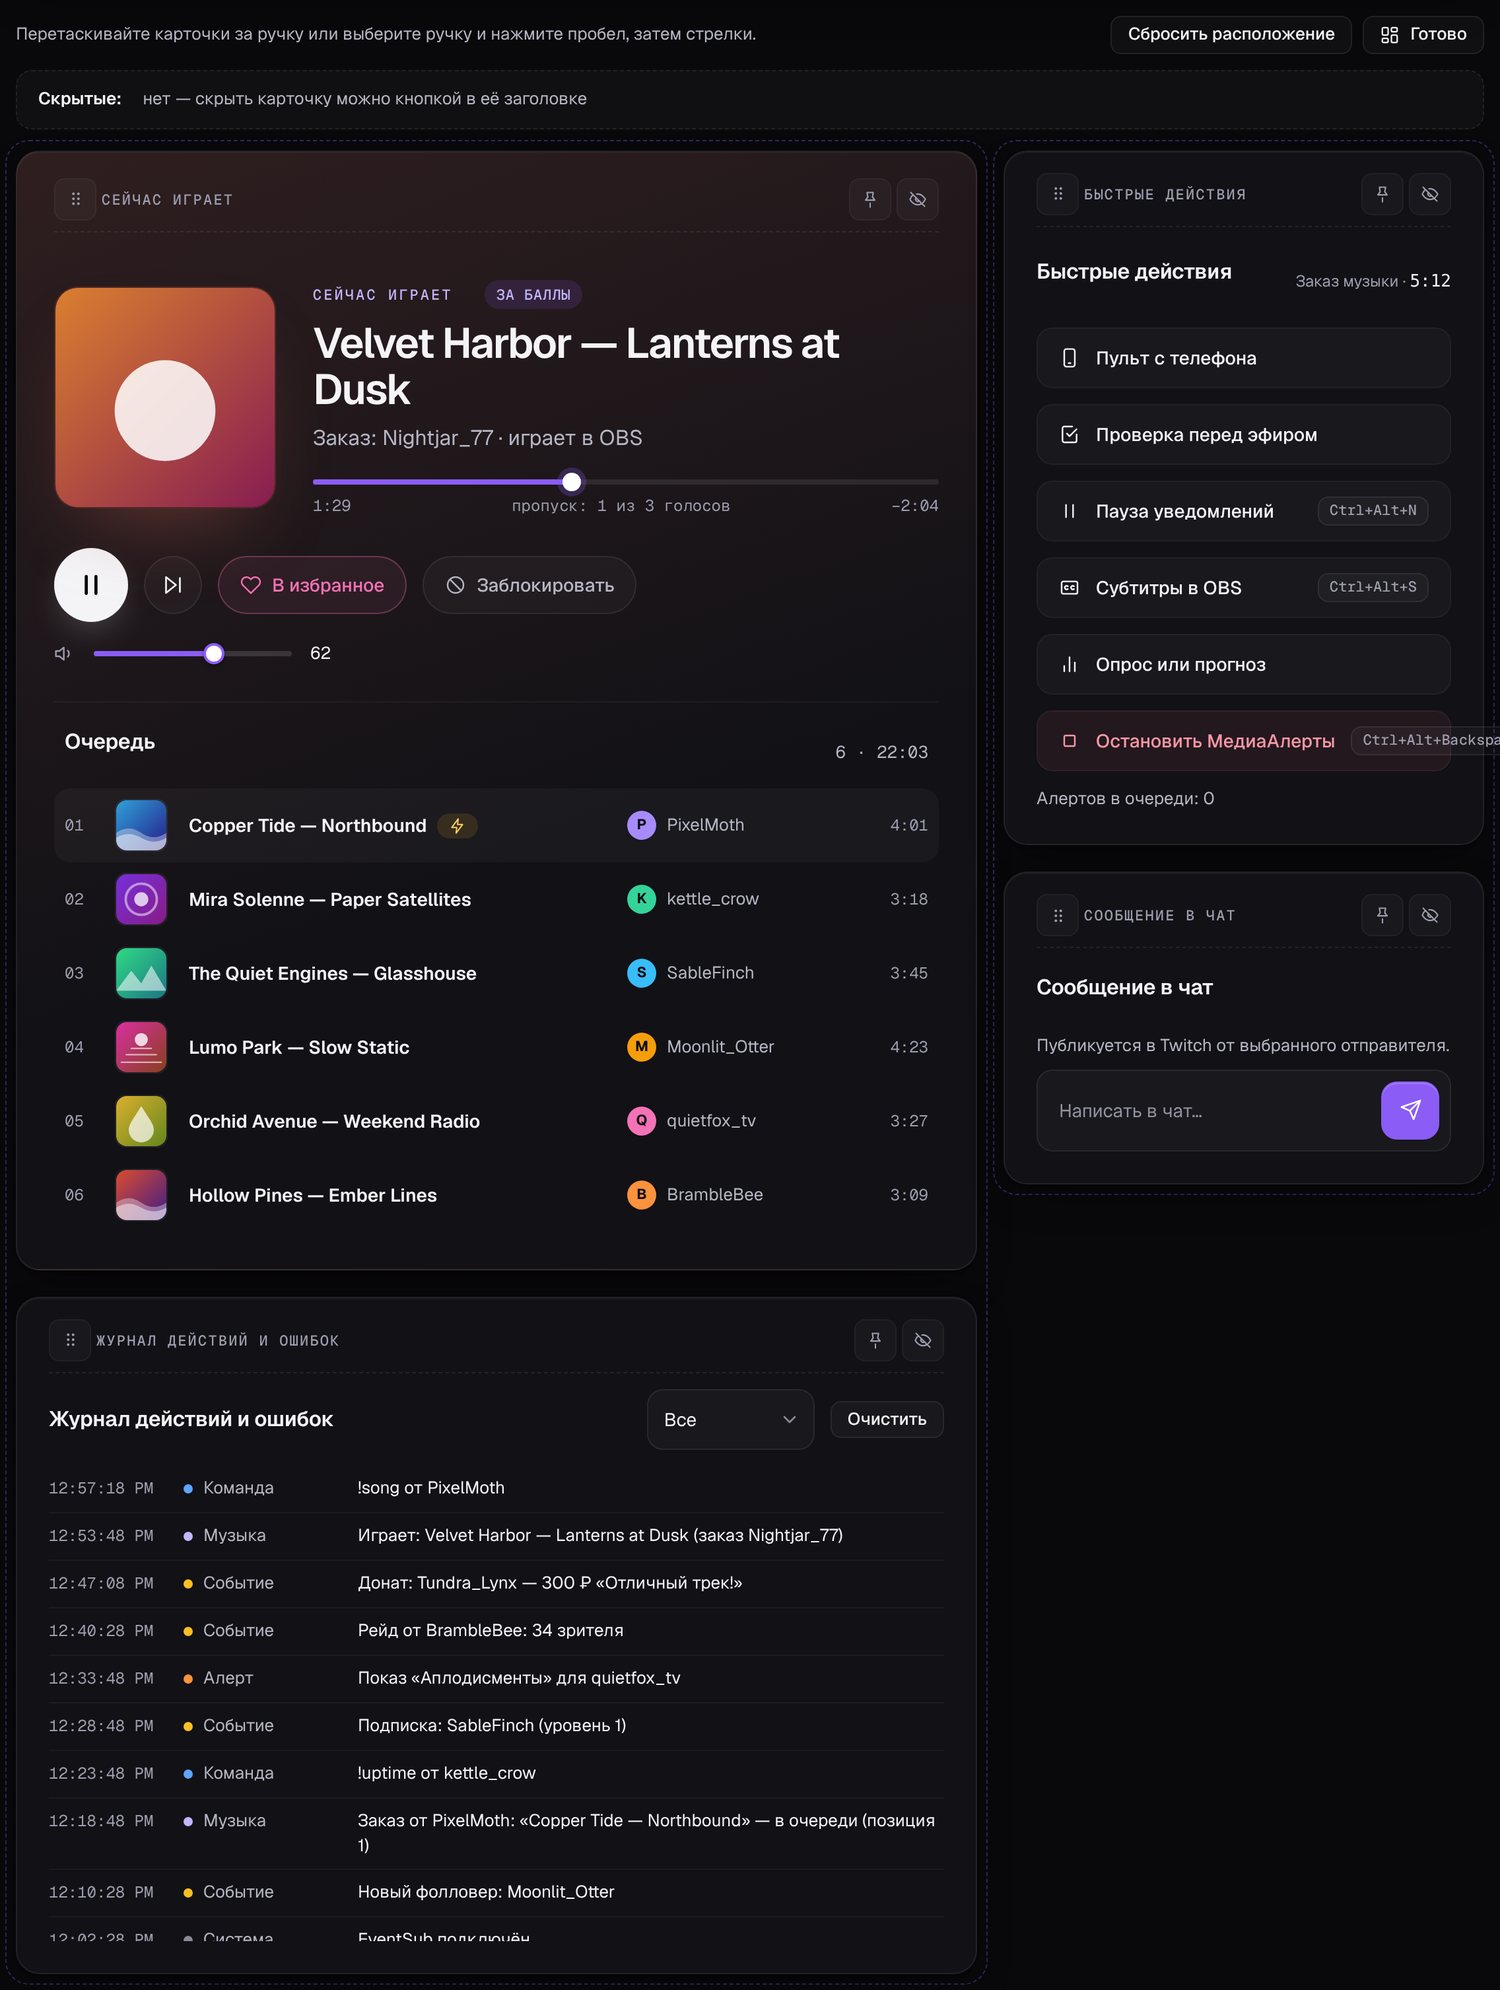 Перетаскивайте карточки за ручку или выберите ручку и нажмите пробел, затем стрелки.
Сбросить расположение
Готово
Скрытые: нет — скрыть карточку можно кнопкой в её заголовке
СЕЙЧАС ИГРАЕТ
СЕЙЧАС ИГРАЕТ ЗА БАЛЛЫ
Velvet Harbor — Lanterns at
Dusk
Заказ: Nightjar_77 · играет в OBS
1:29 пропуск: 1 из 3 голосов −2:04
В избранное
Заблокировать
62
Очередь
6 · 22:03
01 Copper Tide — Northbound P PixelMoth 4:01
02 Mira Solenne — Paper Satellites K kettle_crow 3:18
03 The Quiet Engines — Glasshouse S SableFinch 3:45
04 Lumo Park — Slow Static M Moonlit_Otter 4:23
05 Orchid Avenue — Weekend Radio Q quietfox_tv 3:27
06 Hollow Pines — Ember Lines B BrambleBee 3:09
ЖУРНАЛ ДЕЙСТВИЙ И ОШИБОК
Журнал действий и ошибок
Все
Очистить
12:57:18 PM Команда !song от PixelMoth
12:53:48 PM Музыка Играет: Velvet Harbor — Lanterns at Dusk (заказ Nightjar_77)
12:47:08 PM Событие Донат: Tundra_Lynx — 300 ₽ «Отличный трек!»
12:40:28 PM Событие Рейд от BrambleBee: 34 зрителя
12:33:48 PM Алерт Показ «Аплодисменты» для quietfox_tv
12:28:48 PM Событие Подписка: SableFinch (уровень 1)
12:23:48 PM Команда !uptime от kettle_crow
12:18:48 PM Музыка Заказ от PixelMoth: «Copper Tide — Northbound» — в очереди (позиция
1)
12:10:28 PM Событие Новый фолловер: Moonlit_Otter
12:02:28 PM Система EventSub подключён
БЫСТРЫЕ ДЕЙСТВИЯ
Быстрые действия
Заказ музыки · 5:12
Пульт с телефона
Проверка перед эфиром
Пауза уведомлений Ctrl+Alt+N
Субтитры в OBS Ctrl+Alt+S
Опрос или прогноз
Остановить МедиаАлерты Ctrl+Alt+Backspa
Алертов в очереди: 0
СООБЩЕНИЕ В ЧАТ
Сообщение в чат
Публикуется в Twitch от выбранного отправителя.
Написать в чат…